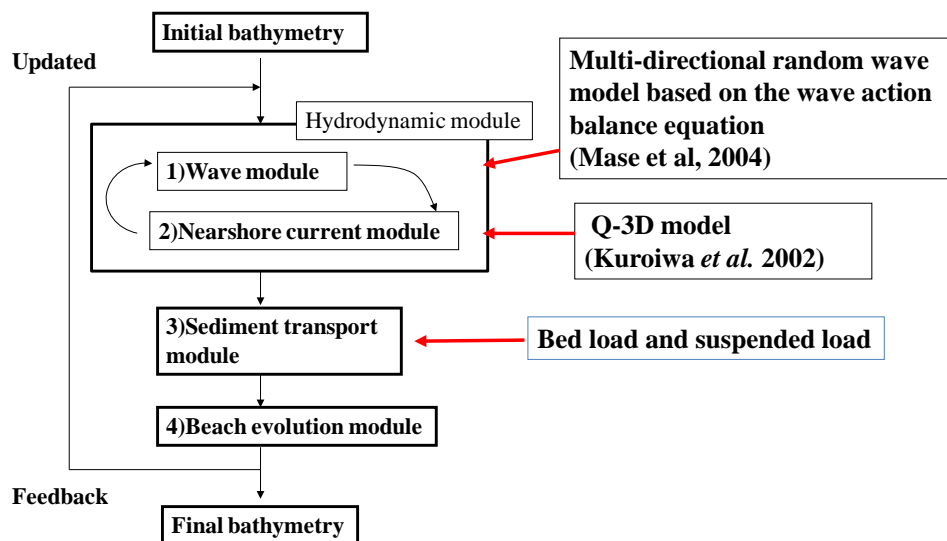 Initial bathymetry
Updated
Hydrodynamic module
1)Wave module
2)Nearshore current module
Multi-directional random wave
model based on the wave action
balance equation
(Mase et al, 2004)
Q-3D model
(Kuroiwa et al. 2002)
3)Sediment transport
module
Bed load and suspended load
4)Beach evolution module
Feedback
Final bathymetry